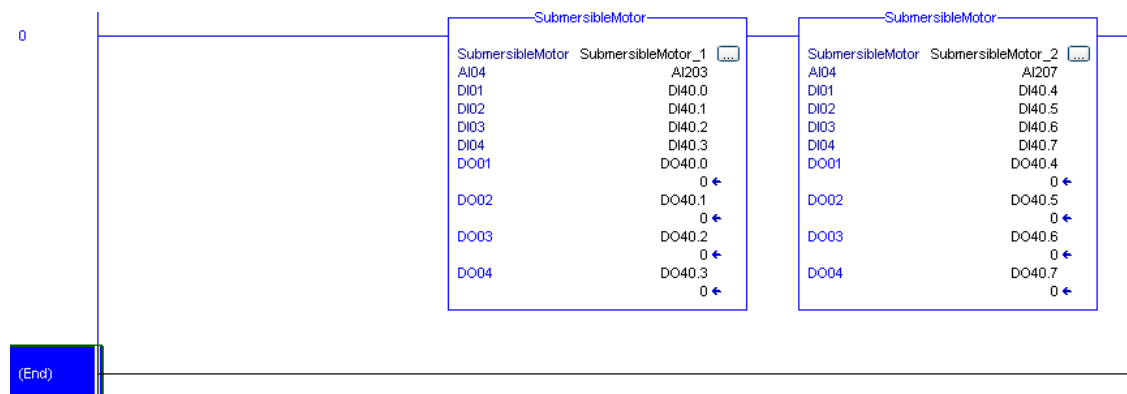 0
SubmersibleMotor
SubmersibleMotor SubmersibleMotor_1 ...
AI04 AI203
DI01 DI40.0
DI02 DI40.1
DI03 DI40.2
DI04 DI40.3
DO01 DO40.0
0
DO02 DO40.1
0
DO03 DO40.2
0
DO04 DO40.3
0
SubmersibleMotor
SubmersibleMotor SubmersibleMotor_2 ...
AI04 AI207
DI01 DI40.4
DI02 DI40.5
DI03 DI40.6
DI04 DI40.7
DO01 DO40.4
0
DO02 DO40.5
0
DO03 DO40.6
0
DO04 DO40.7
0
(End)